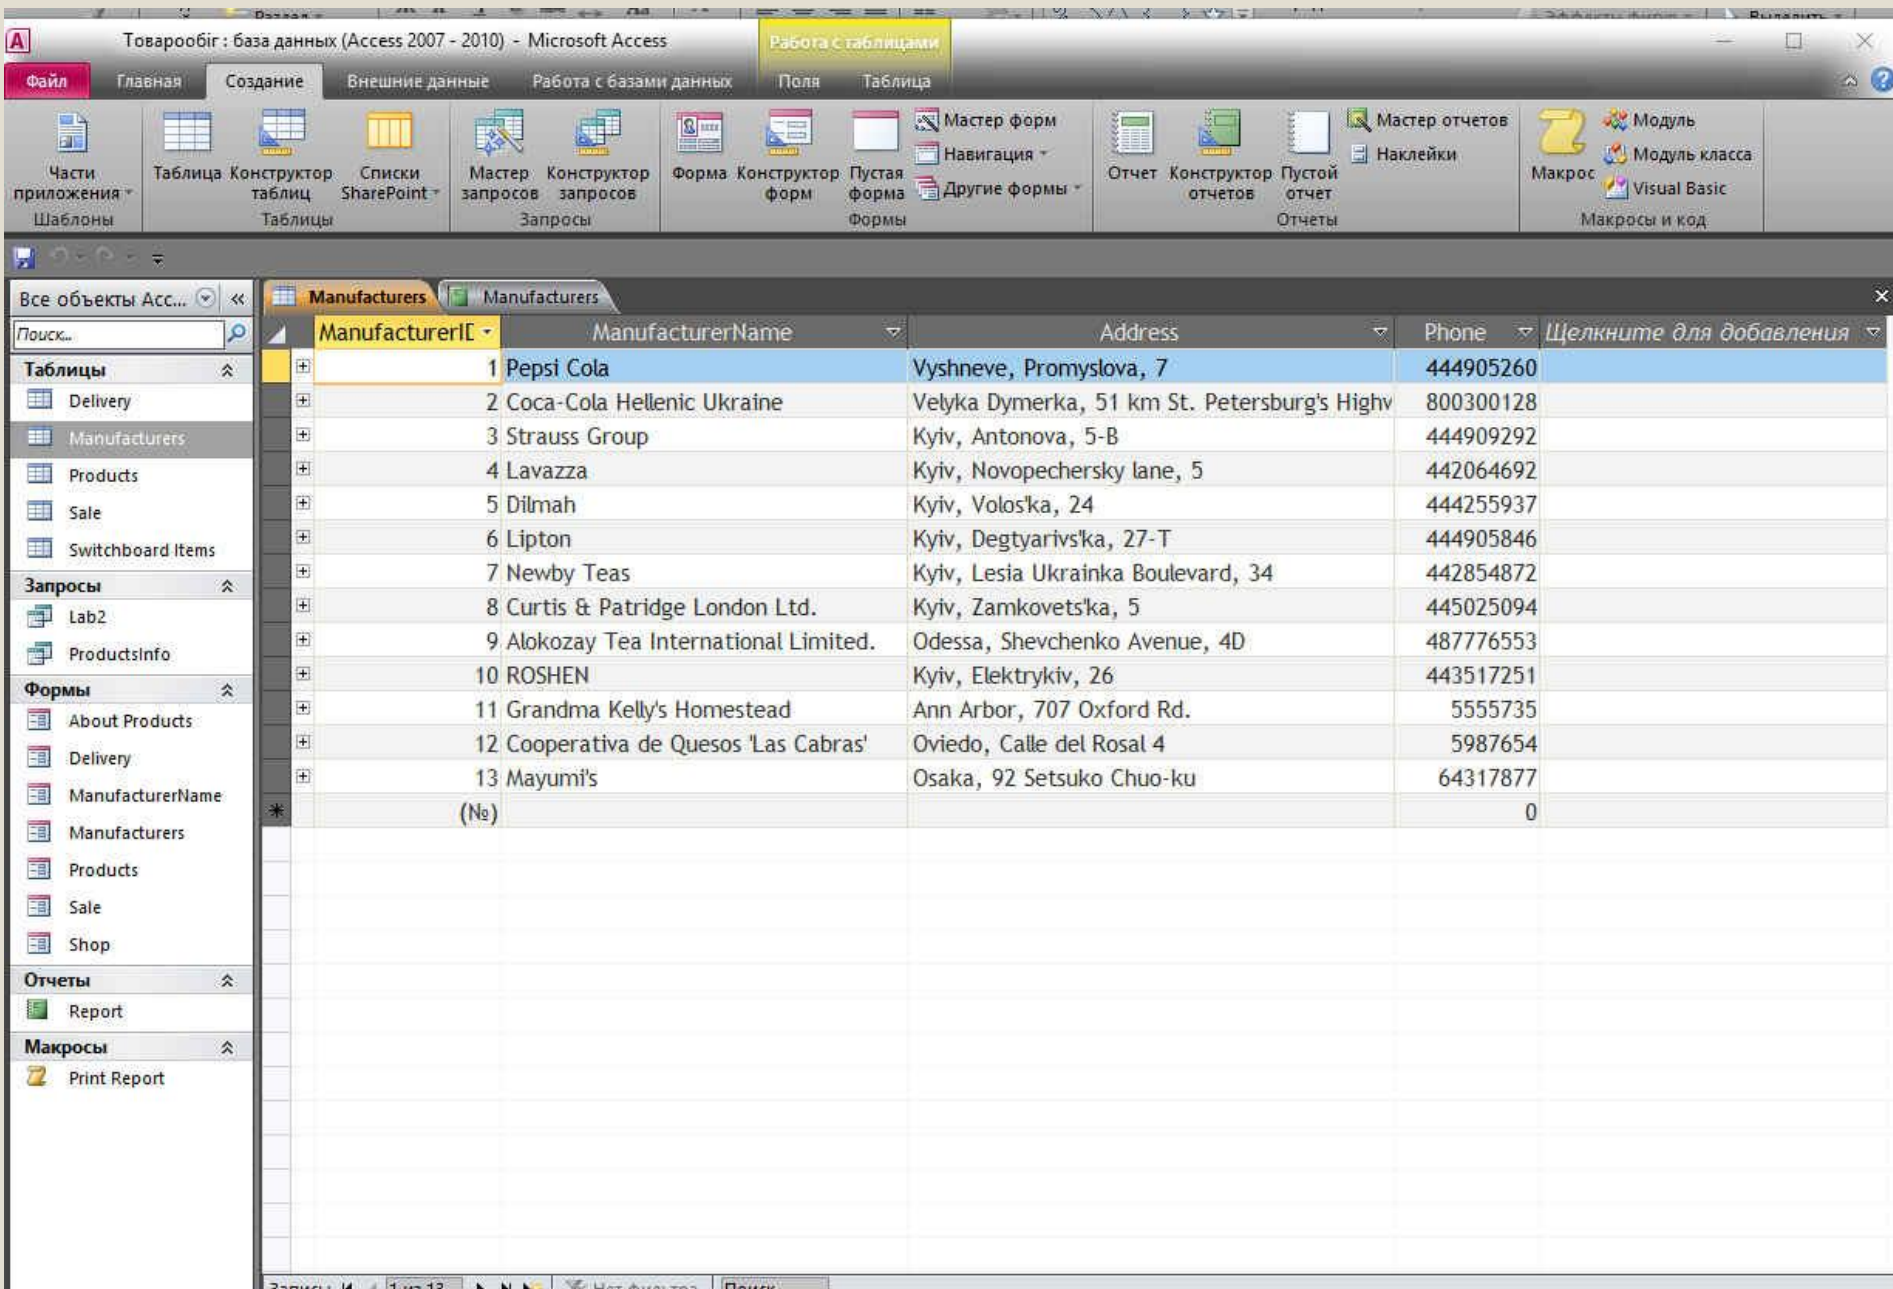 Товарообіг : база данных (Access 2007 - 2010) - Microsoft Access
Работа с таблицами
Файл Главная Создание Внешние данные Работа с базами данных Поля Таблица
Части приложения
Таблица
Конструктор таблиц
Списки SharePoint
Мастер запросов
Конструктор запросов
Форма
Конструктор форм
Пустая форма
Мастер форм
Навигация
Другие формы
Отчет
Конструктор отчетов
Пустой отчет
Мастер отчетов
Наклейки
Макрос
Модуль
Модуль класса
Visual Basic
Шаблоны Таблицы Запросы Формы Отчеты Макросы и код
Все объекты Acc... «
Поиск...
Таблицы
Delivery
Manufacturers
Products
Sale
Switchboard Items
Запросы
Lab2
ProductsInfo
Формы
About Products
Delivery
ManufacturerName
Manufacturers
Products
Sale
Shop
Отчеты
Report
Макросы
Print Report
Manufacturers Manufacturers
ManufacturerID ManufacturerName Address Phone Щелкните для добавления
1 Pepsi Cola Vyshneve, Promyslova, 7 444905260
2 Coca-Cola Hellenic Ukraine Velyka Dymerka, 51 km St. Petersburg's Highw 800300128
3 Strauss Group Kyiv, Antonova, 5-B 444909292
4 Lavazza Kyiv, Novopechersky lane, 5 442064692
5 Dilmah Kyiv, Volos'ka, 24 444255937
6 Lipton Kyiv, Degtyarivs'ka, 27-T 444905846
7 Newby Teas Kyiv, Lesia Ukrainka Boulevard, 34 442854872
8 Curtis & Patridge London Ltd. Kyiv, Zamkovets'ka, 5 445025094
9 Alokozay Tea International Limited. Odessa, Shevchenko Avenue, 4D 487776553
10 ROSHEN Kyiv, Elektrykiv, 26 443517251
11 Grandma Kelly's Homestead Ann Arbor, 707 Oxford Rd. 5555735
12 Cooperativa de Quesos 'Las Cabras' Oviedo, Calle del Rosal 4 5987654
13 Mayumi's Osaka, 92 Setsuko Chuo-ku 64317877
(№) 0
Записи: 1 из 13 Нет фильтра Поиск